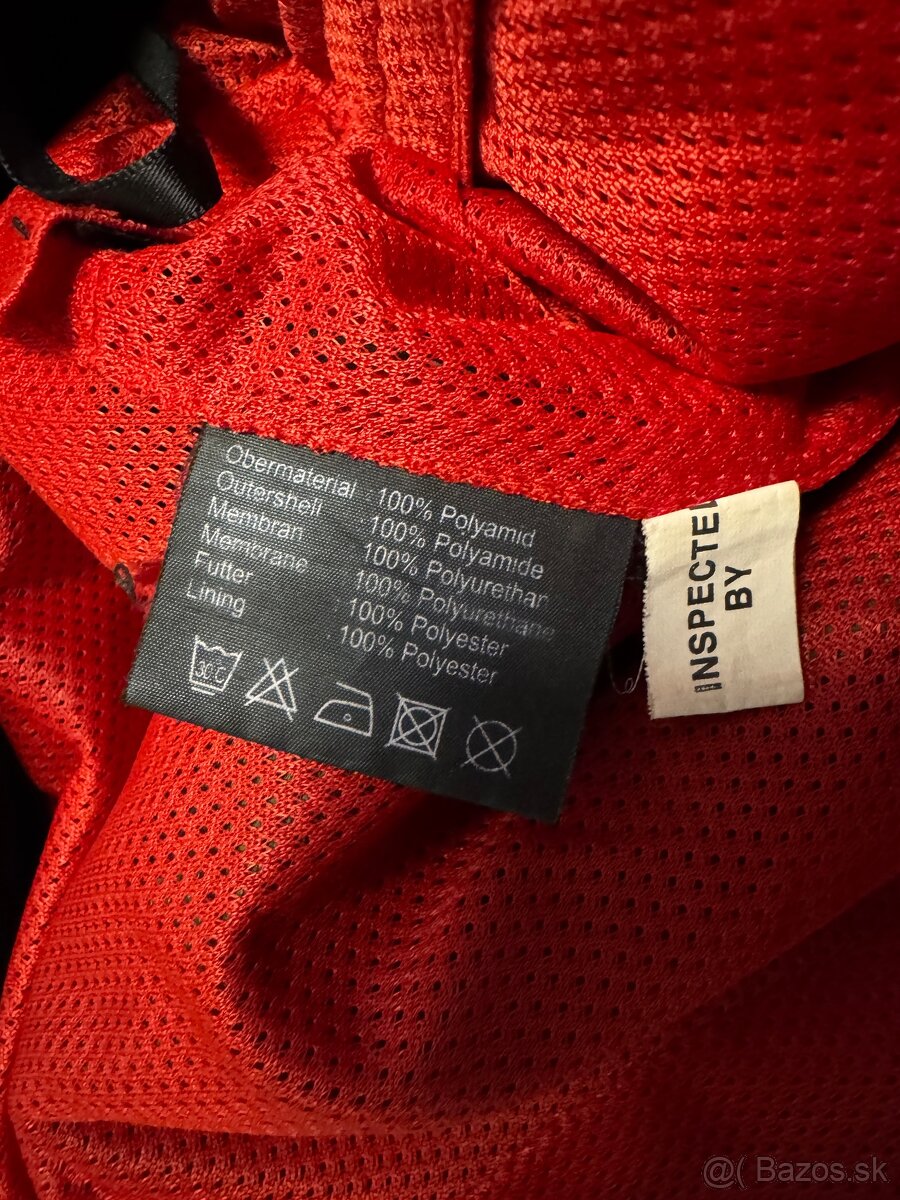 Obermaterial : 100% Polyamid
Outershell 100% Polyamide
Membran 100% Polyurethan
Membrane 100% Polyurethane
Futter 100% Polyester
Lining : 100% Polyester
30°C
INSPECTED
BY
@( Bazos.sk